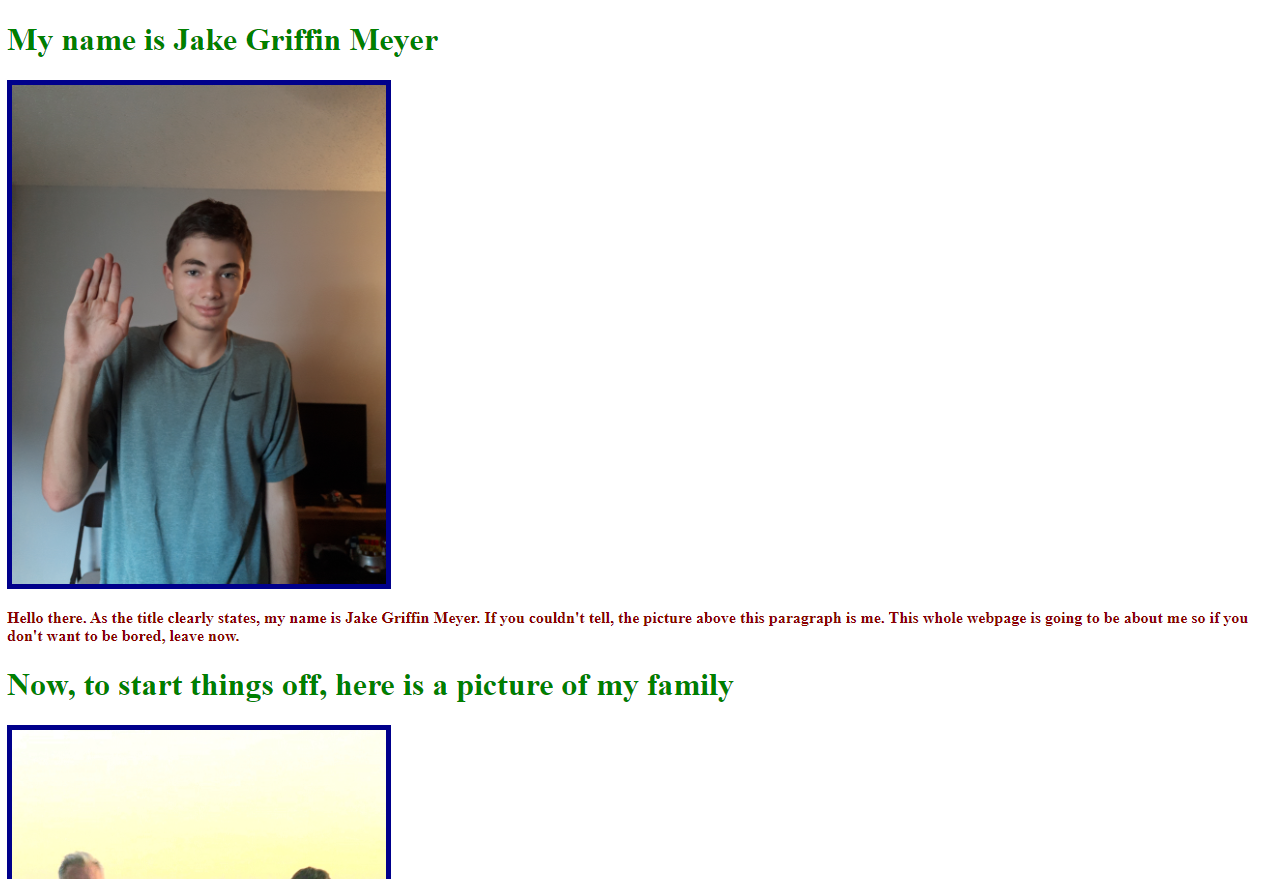 My name is Jake Griffin Meyer
Hello there. As the title clearly states, my name is Jake Griffin Meyer. If you couldn't tell, the picture above this paragraph is me. This whole webpage is going to be about me so if you
don't want to be bored, leave now.
Now, to start things off, here is a picture of my family